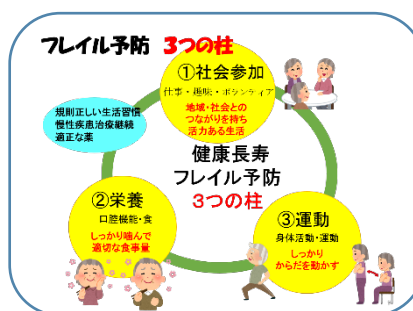 フレイル予防 3つの柱
①社会参加
仕事・趣味・ボランティア
地域・社会との
つながりを持ち
活力ある生活
規則正しい生活習慣
慢性疾患治療継続
適正な薬
健康長寿
フレイル予防
3つの柱
②栄養
口腔機能・食
しっかり噛んで
適切な食事量
③運動
身体活動・運動
しっかり
からだを動かす